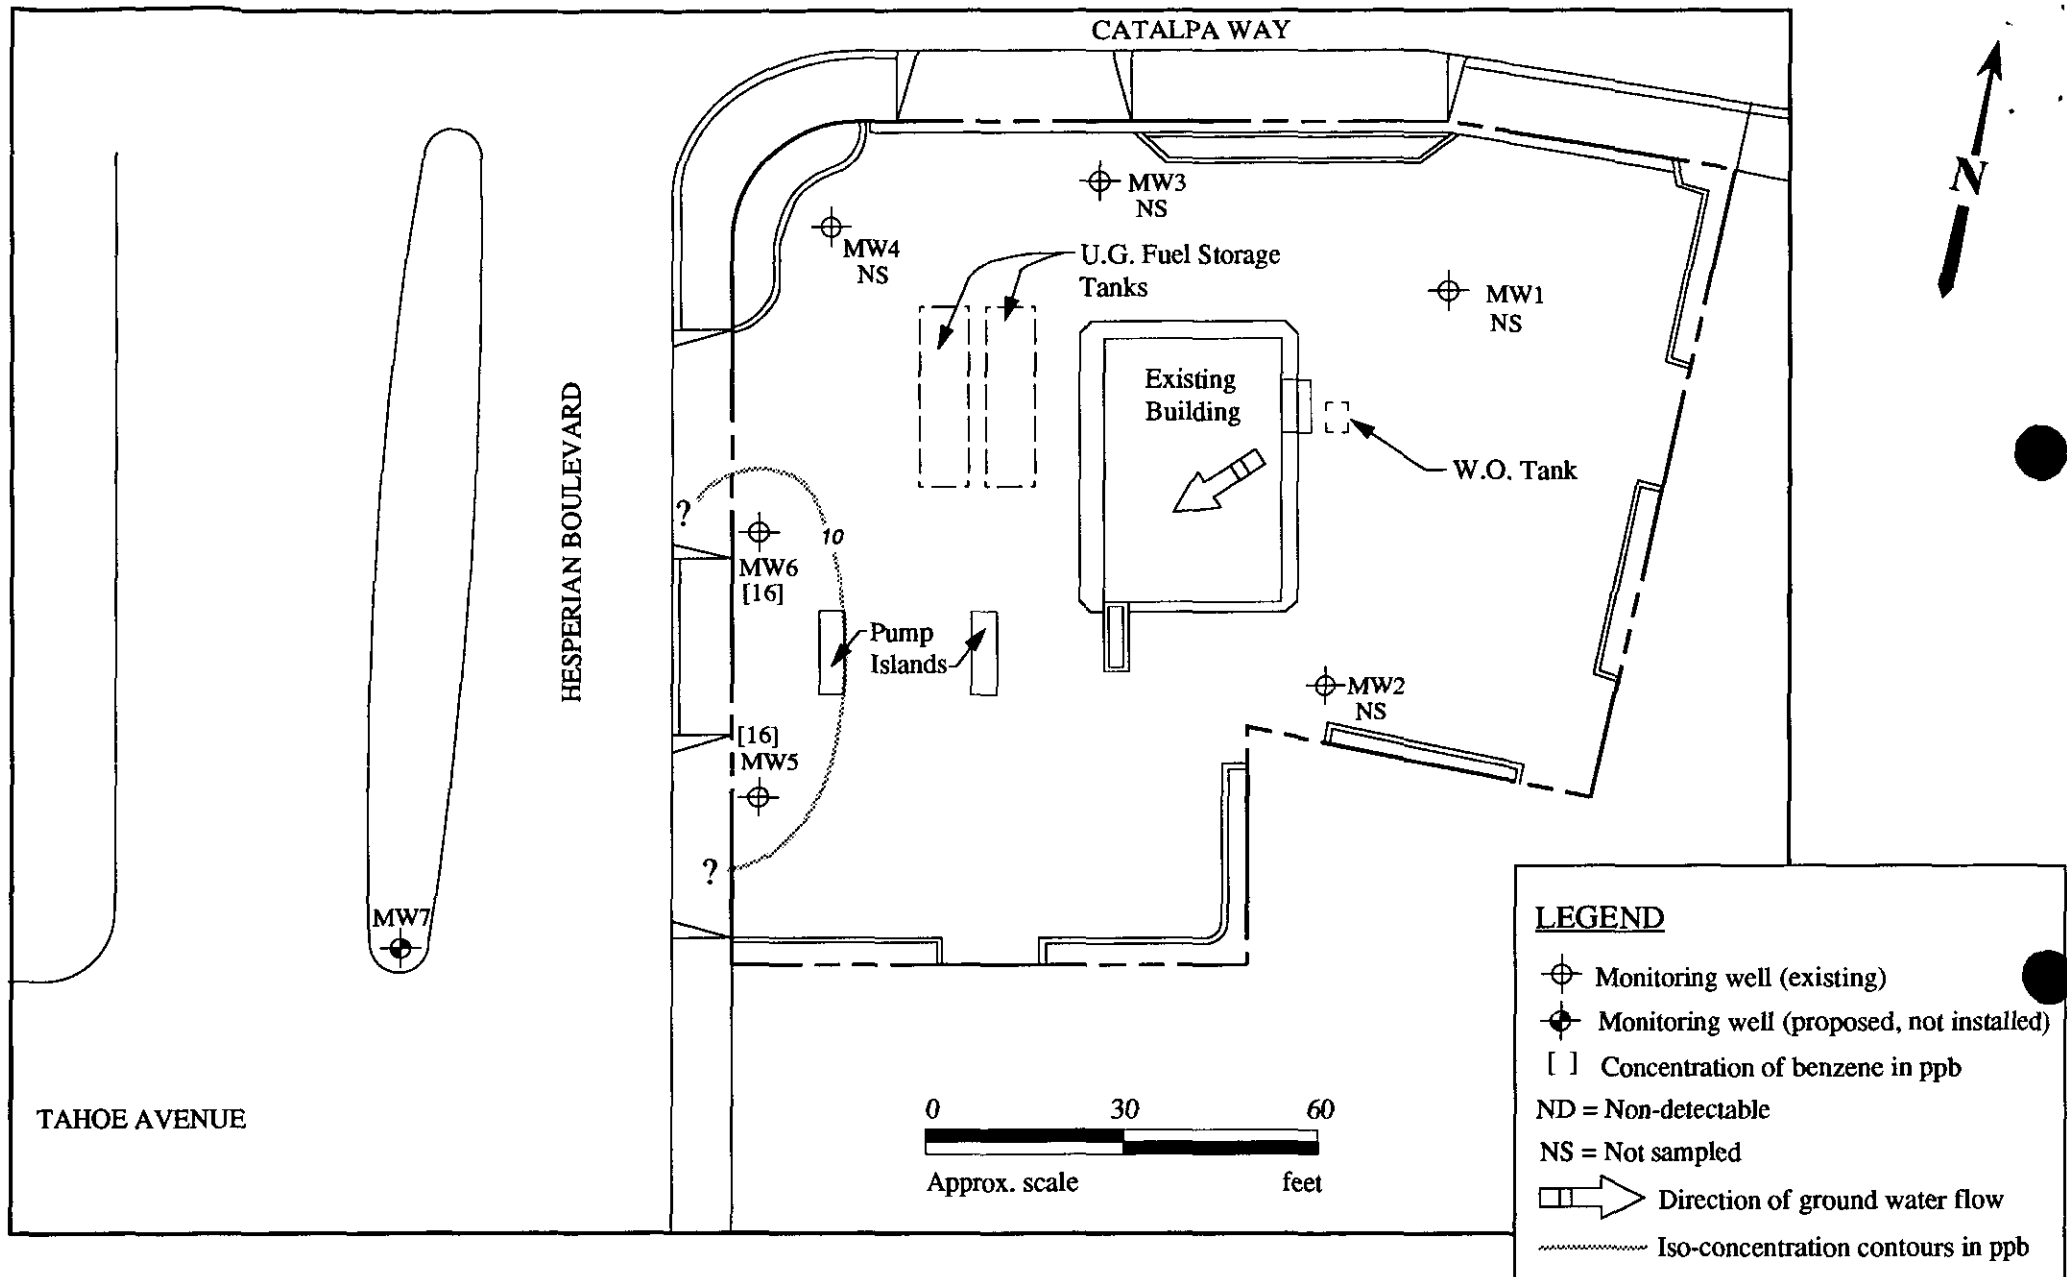 CATALPA WAY
N
MW3
NS
MW4
NS
U.G. Fuel Storage
Tanks
MW1
NS
Existing
Building
W.O. Tank
HESPERIAN BOULEVARD
?
10
MW6
[16]
Pump
Islands
MW2
NS
[16]
MW5
?
MW7
TAHOE AVENUE
0 30 60
Approx. scale feet
LEGEND
Monitoring well (existing)
Monitoring well (proposed, not installed)
[ ] Concentration of benzene in ppb
ND = Non-detectable
NS = Not sampled
Direction of ground water flow
Iso-concentration contours in ppb